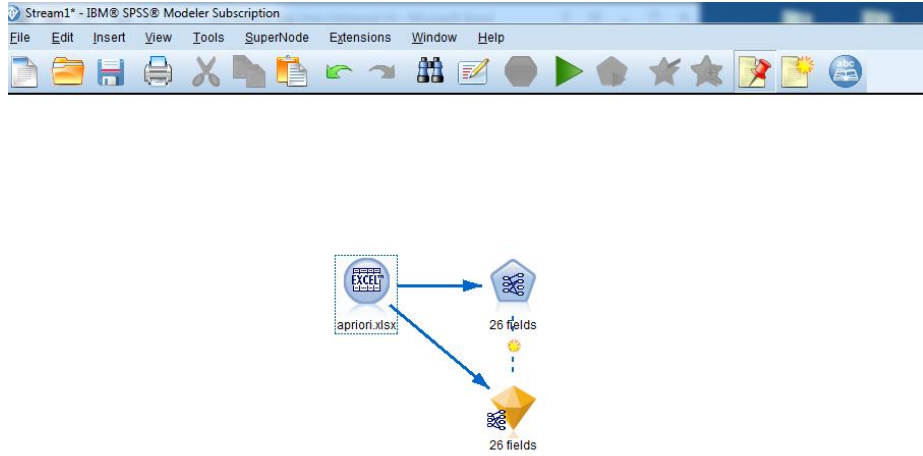 Stream1* - IBM® SPSS® Modeler Subscription
File Edit Insert View Tools SuperNode Extensions Window Help
abc
EXCEL
apriori.xlsx
26 fields
26 fields